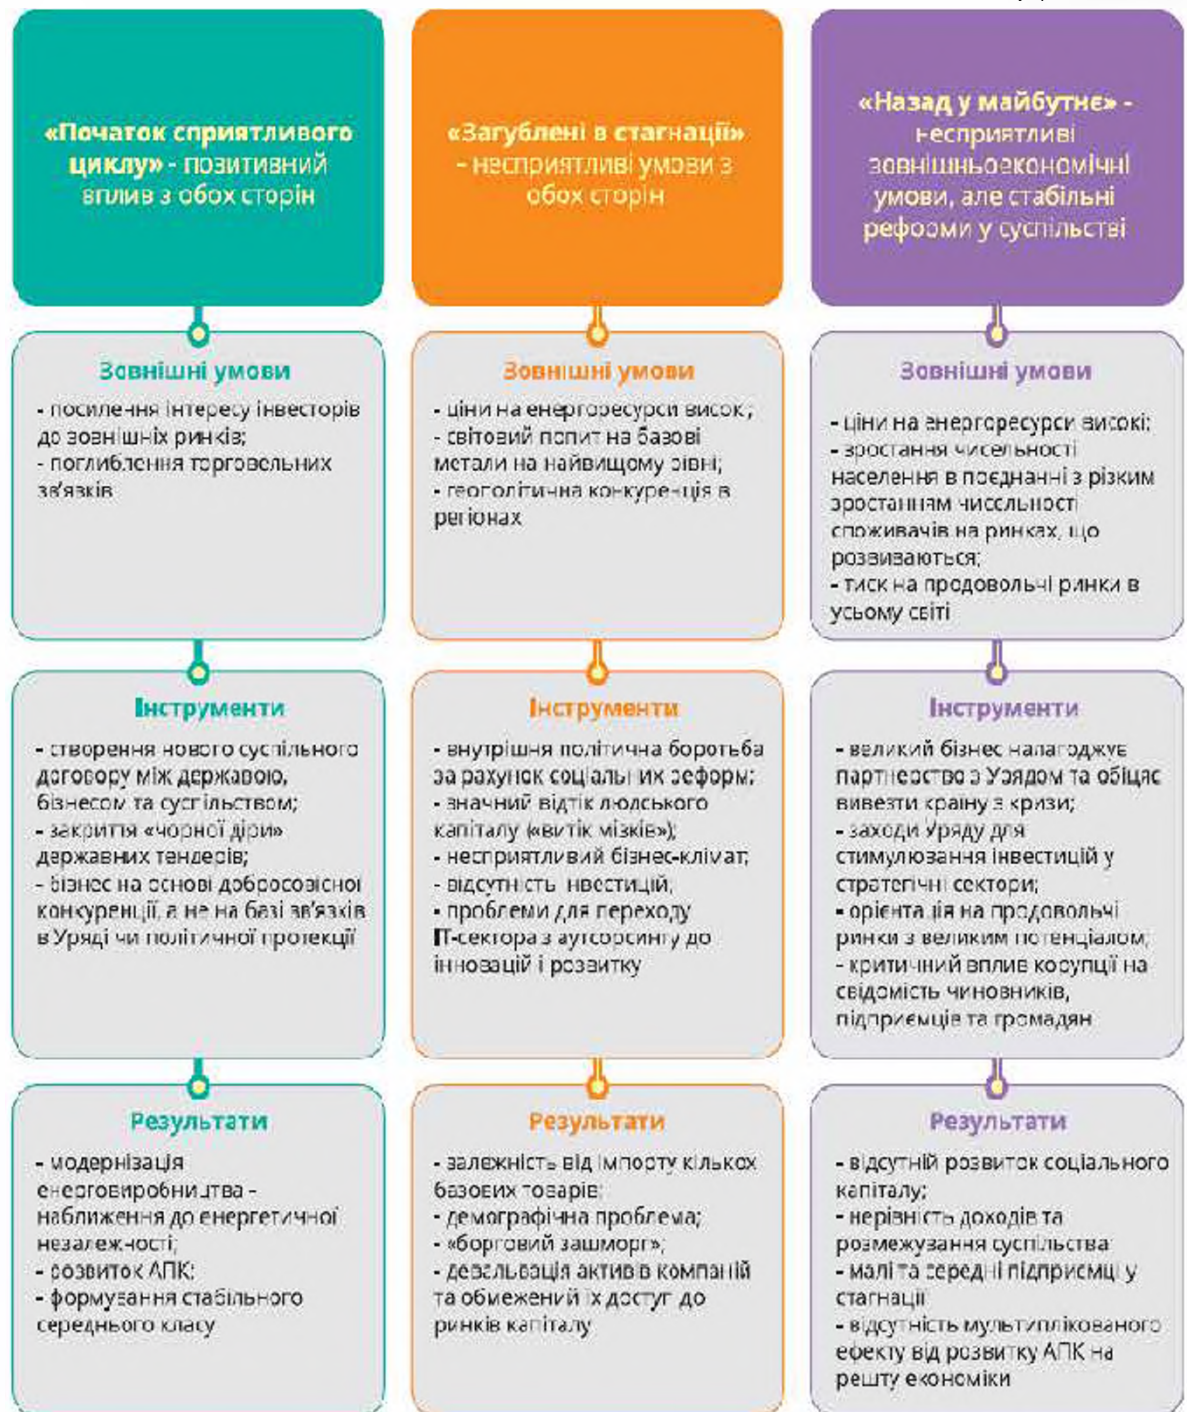 «Початок сприятливого
циклу» - позитивний
вплив з обох сторін
Зовнішні умови
- посилення інтересу інвесторів
до зовнішніх ринків;
- поглиблення торговельних
зв’язків
Інструменти
- створення нового суспільного
договору між державою,
бізнесом та суспільством;
- закриття «чорної діри»
державних тендерів;
- бізнес на основі добросовісної
конкуренції, а не на базі зв’язків
в Уряді чи політичної протекції
Результати
- модернізація
енерговиробництва -
наближення до енергетичної
незалежності;
- розвиток АПК;
- формування стабільного
середнього класу
«Загублені в стагнації»
- несприятливі умови з
обох сторін
Зовнішні умови
- ціни на енергоресурси високі;
- світовий попит на базові
метали на найвищому рівні;
- геополітична конкуренція в
регіонах
Інструменти
- внутрішня політична боротьба
за рахунок соціальних реформ;
- значний відтік людського
капіталу («витік мізків»);
- несприятливий бізнес-клімат;
- відсутність інвестицій;
- проблеми для переходу
ІТ-сектора з аутсорсингу до
інновацій і розвитку
Результати
- залежність від імпорту кількох
базових товарів;
- демографічна проблема;
- «борговий зашморг»;
- девальвація активів компаній
та обмежений їх доступ до
ринків капіталу
«Назад у майбутнє» -
несприятливі
зовнішньоекономічні
умови, але стабільні
реформи у суспільстві
Зовнішні умови
- ціни на енергоресурси високі;
- зростання чисельності
населення в поєднанні з різким
зростанням чисельності
споживачів на ринках, що
розвиваються;
- тиск на продовольчі ринки в
усьому світі
Інструменти
- великий бізнес налагоджує
партнерство з Урядом та обіцяє
вивезти країну з кризи;
- заходи Уряду для
стимулювання інвестицій у
стратегічні сектори;
- орієнтація на продовольчі
ринки з великим потенціалом;
- критичний вплив корупції на
свідомість чиновників,
підприємців та громадян
Результати
- відсутній розвиток соціального
капіталу;
- нерівність доходів та
розмежування суспільства
- малі та середні підприємці у
стагнації
- відсутність мультиплікованого
ефекту від розвитку АПК на
решту економіки